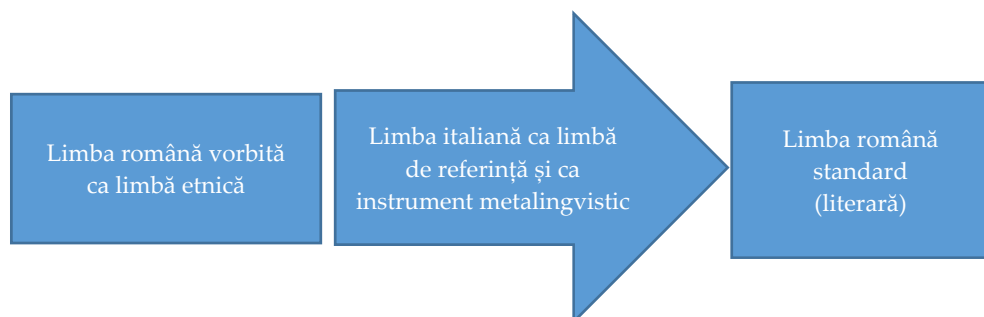 Limba română vorbită
ca limbă etnică
Limba italiană ca limbă
de referință și ca
instrument metalingvistic
Limba română
standard
(literară)